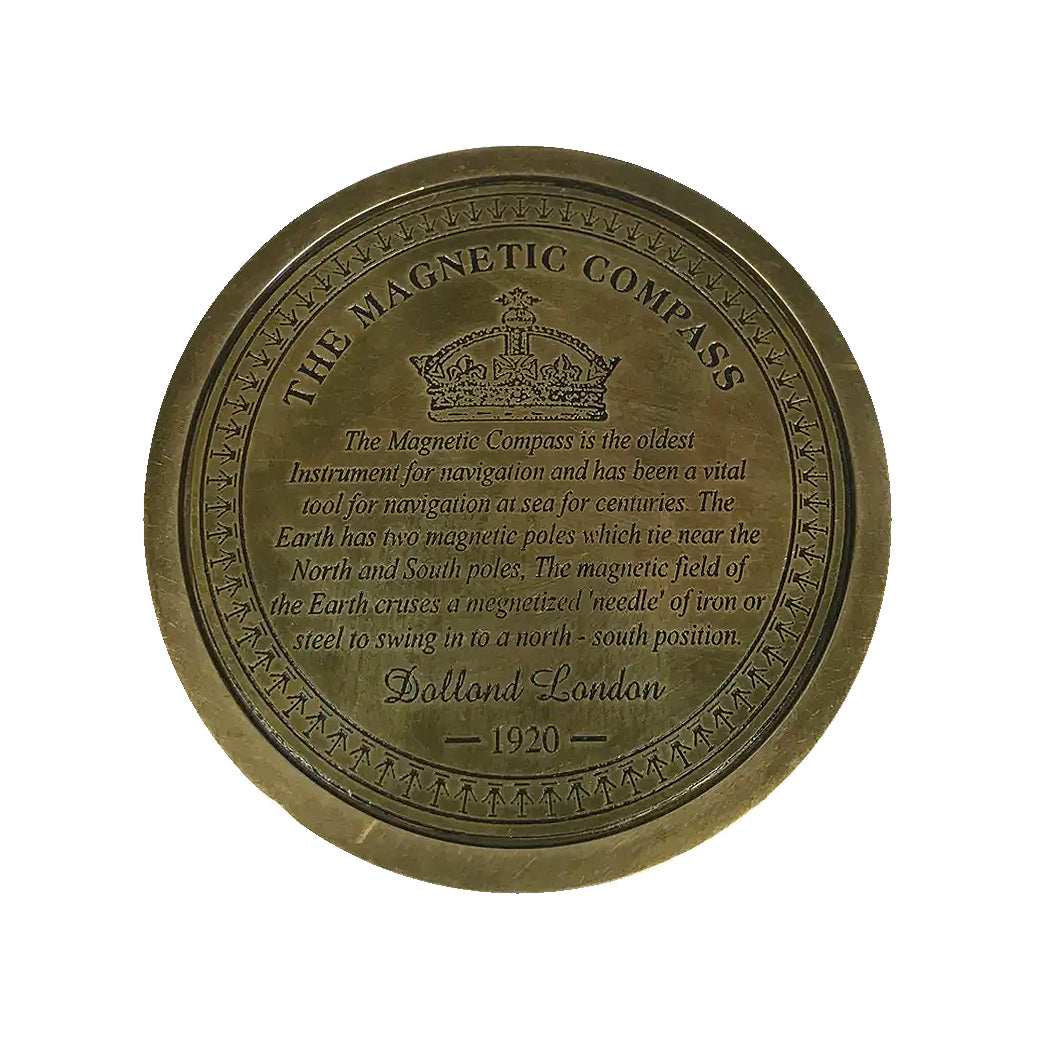 THE MAGNETIC COMPASS
The Magnetic Compass is the oldest
Instrument for navigation and has been a vital
tool for navigation at sea for centuries. The
Earth has two magnetic poles which tie near the
North and South poles, The magnetic field of
the Earth cruses a megnetized 'needle' of iron or
steel to swing in to a north - south position.
Dollond London
— 1920 —